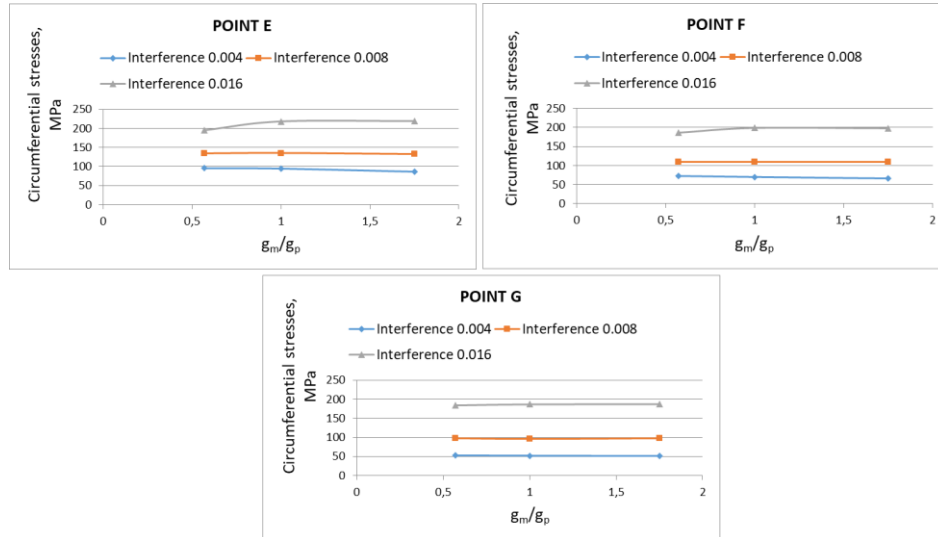 POINT E
Interference 0.004
Interference 0.008
Interference 0.016
Circumferential stresses,
MPa
250
200
150
100
50
0
0
0,5
1
1,5
2
gₘ/gₚ
POINT F
Interference 0.004
Interference 0.008
Interference 0.016
Circumferential stresses,
MPa
250
200
150
100
50
0
0
0,5
1
1,5
2
gₘ/gₚ
POINT G
Interference 0.004
Interference 0.008
Interference 0.016
Circumferential stresses,
MPa
250
200
150
100
50
0
0
0,5
1
1,5
2
gₘ/gₚ